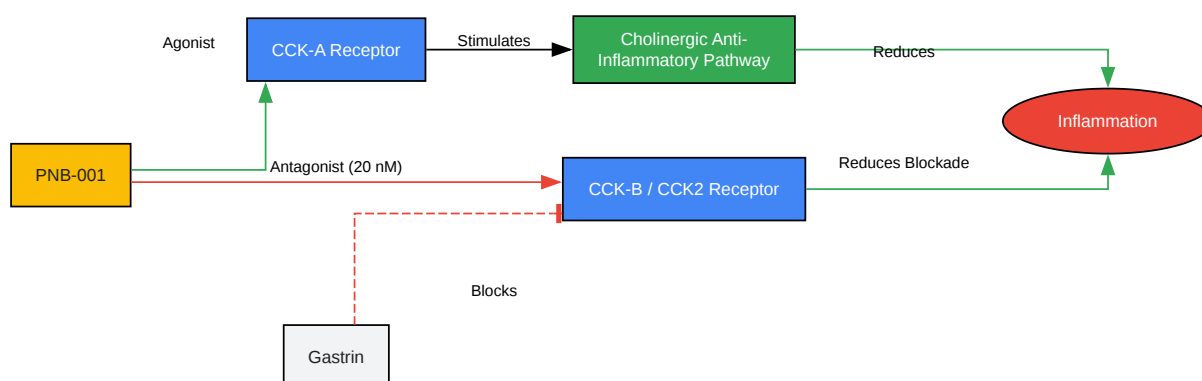 Agonist
CCK-A Receptor
Stimulates
Cholinergic Anti-
Inflammatory Pathway
Reduces
Inflammation
PNB-001
Antagonist (20 nM)
CCK-B / CCK2 Receptor
Reduces Blockade
Blocks
Gastrin